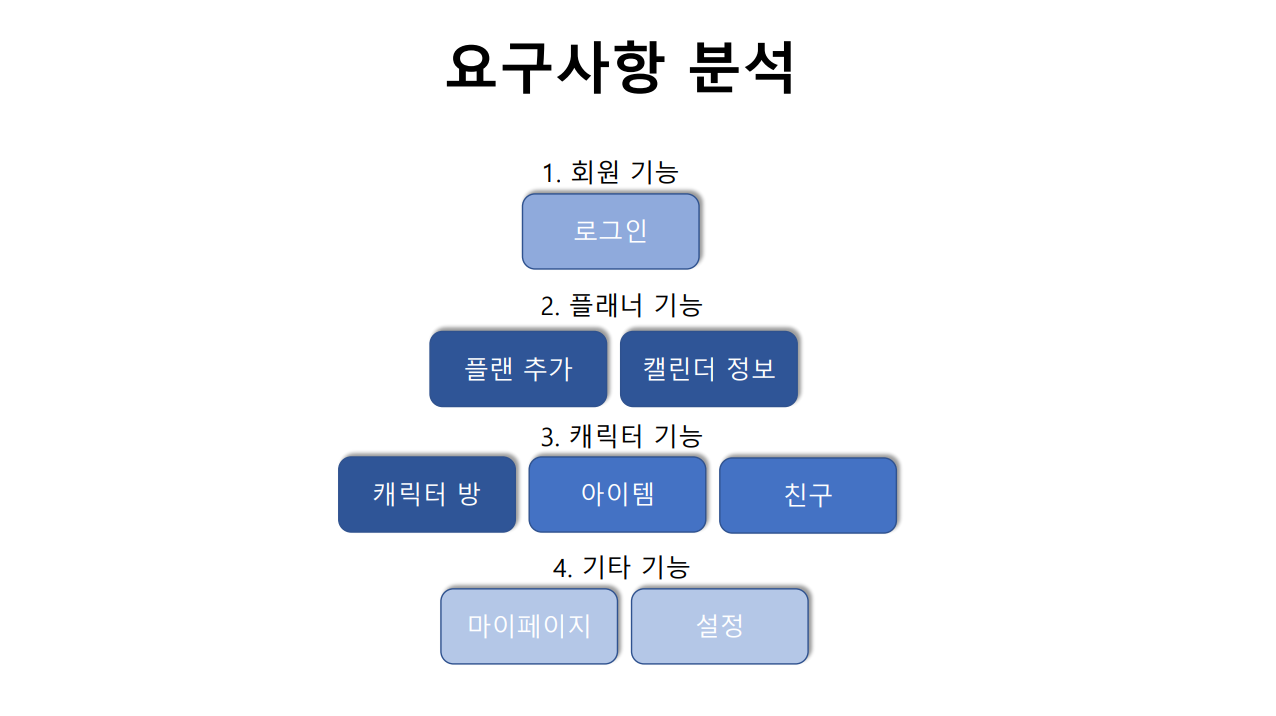 요구사항 분석
1. 회원 기능
로그인
2. 플래너 기능
플랜 추가
캘린더 정보
3. 캐릭터 기능
캐릭터 방
아이템
친구
4. 기타 기능
마이페이지
설정